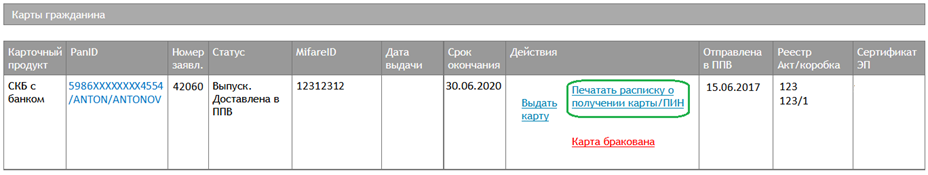 Карты гражданина
Карточный продукт
PanID
Номер заявл.
Статус
MifareID
Дата выдачи
Срок окончания
Действия
Отправлена в ППВ
Реестр Акт/коробка
Сертификат ЭП
СКБ с банком
5986XXXXXXXX4554
/ANTON/ANTONOV
42060
Выпуск.
Доставлена в ППВ
12312312
30.06.2020
Выдать карту
Печатать расписку о получении карты/ПИН
Карта бракована
15.06.2017
123
123/1